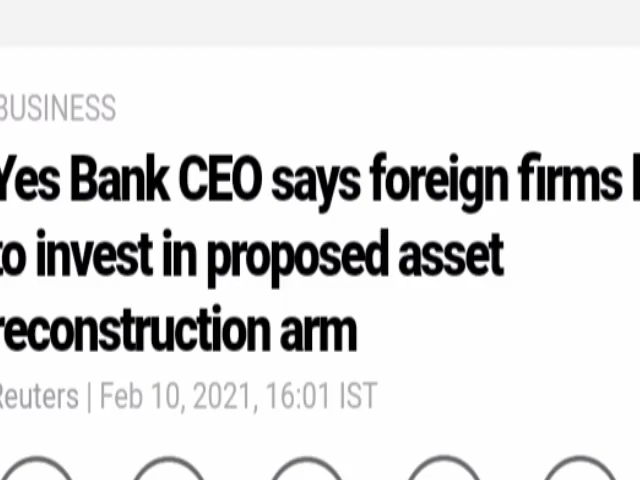 BUSINESS
Yes Bank CEO says foreign firms
to invest in proposed asset
reconstruction arm
Reuters | Feb 10, 2021, 16:01 IST